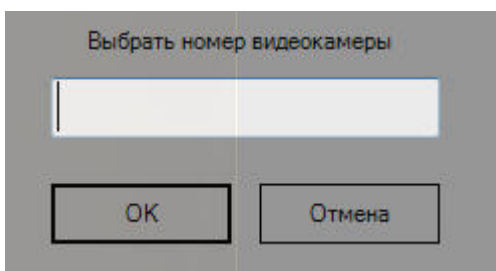 Выбрать номер видеокамеры
OK
Отмена